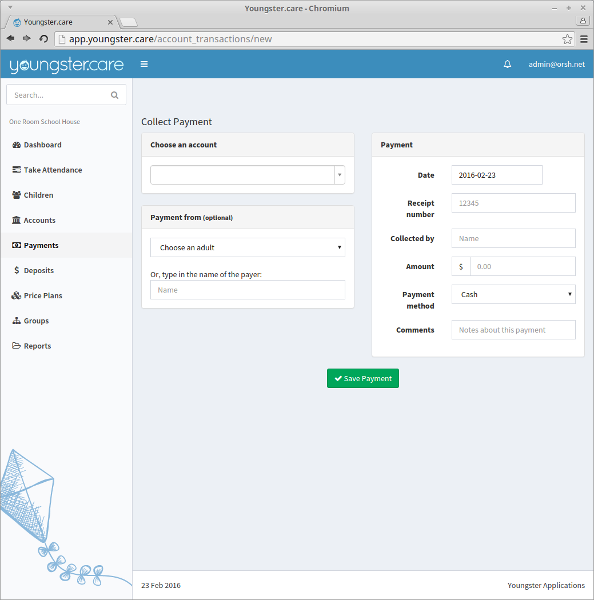 Youngster.care - Chromium
Youngster.care
app.youngster.care/account_transactions/new
youngster.care
admin@orsh.net
Search...
One Room School House
Dashboard
Take Attendance
Children
Accounts
Payments
$ Deposits
Price Plans
Groups
Reports
Collect Payment
Choose an account
Payment from (optional)
Choose an adult
Or, type in the name of the payer:
Name
Payment
Date 2016-02-23
Receipt number 12345
Collected by Name
Amount $ 0.00
Payment method Cash
Comments Notes about this payment
Save Payment
23 Feb 2016
Youngster Applications